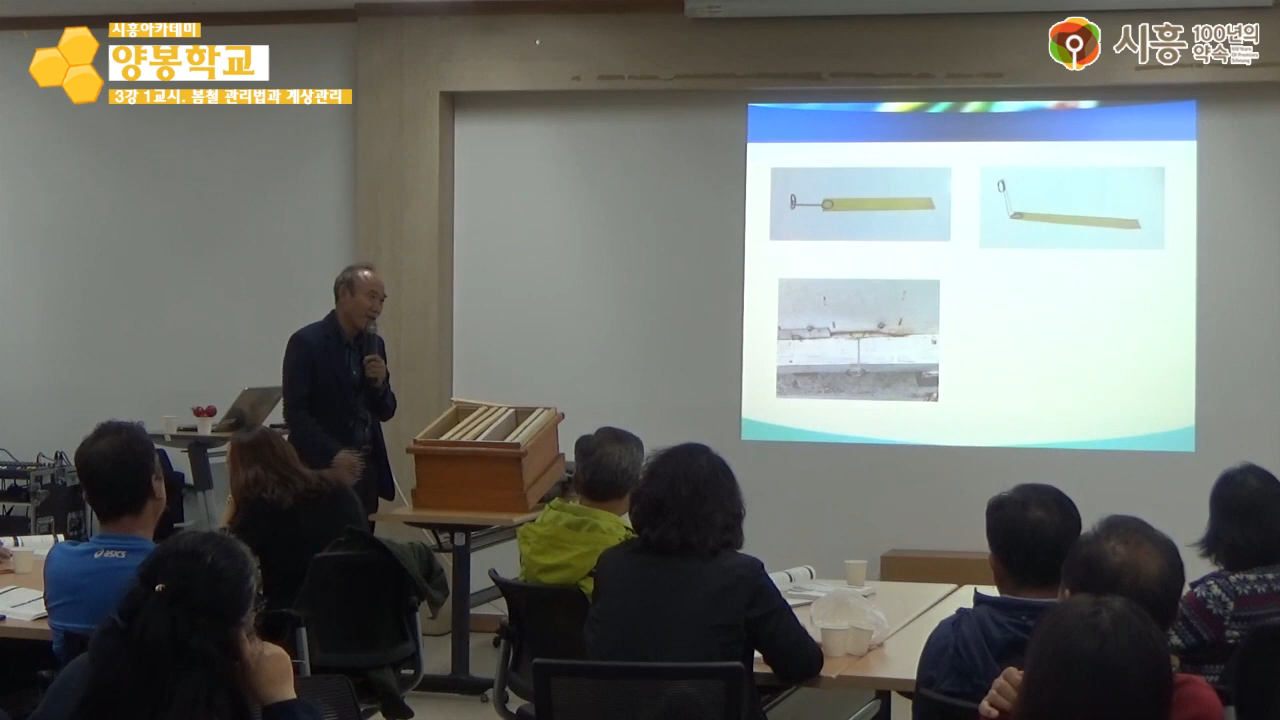 시흥아카데미
양봉학교
3강 1교시. 봄철 관리법과 계상관리
시흥
100년의
약속
asics